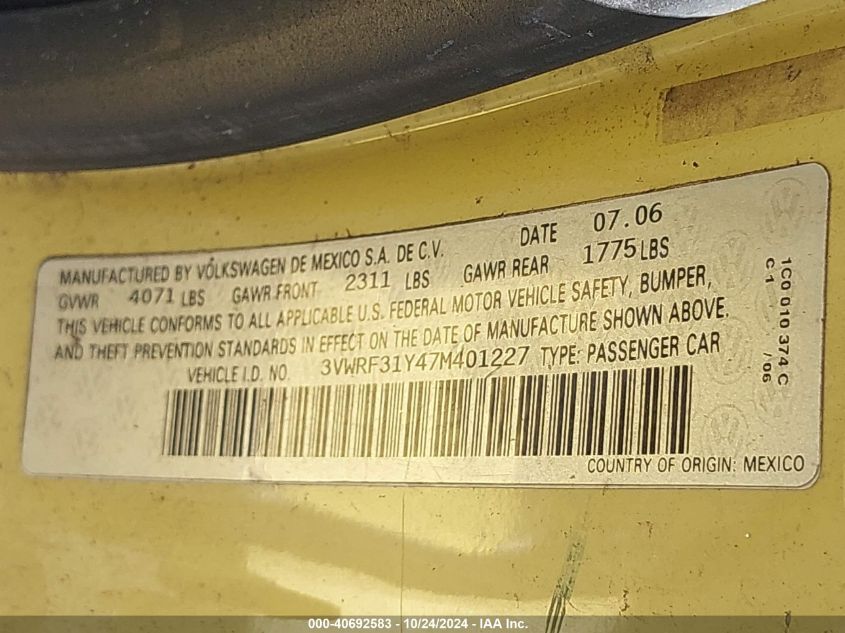 MANUFACTURED BY VOLKSWAGEN DE MEXICO S.A. DE C.V. DATE 07.06
GVWR 4071 LBS GAWR FRONT 2311 LBS GAWR REAR 1775 LBS
THIS VEHICLE CONFORMS TO ALL APPLICABLE U.S. FEDERAL MOTOR VEHICLE SAFETY, BUMPER,
AND THEFT PREVENTION STANDARDS IN EFFECT ON THE DATE OF MANUFACTURE SHOWN ABOVE.
VEHICLE I.D. NO 3VWRF31Y47M401227 TYPE: PASSENGER CAR
COUNTRY OF ORIGIN: MEXICO
1C0 010 374 C
C1 /06
000-40692583 - 10/24/2024 - IAA Inc.